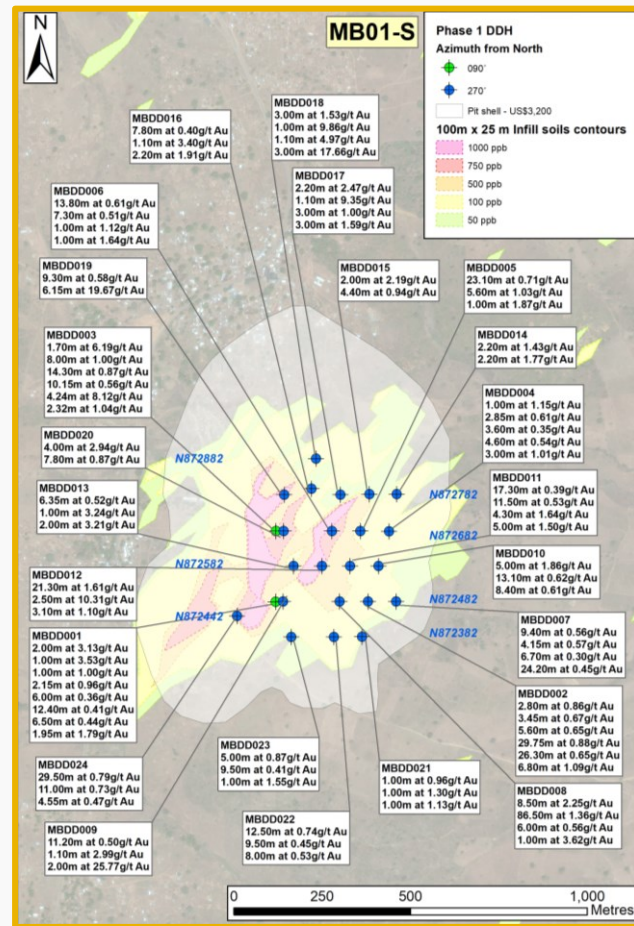 N
MB01-S
Phase 1 DDH
Azimuth from North
090°
270°
Pit shell - US$3,200
100m x 25 m Infill soils contours
1000 ppb
750 ppb
500 ppb
100 ppb
50 ppb
MBDD018
3.00m at 1.53g/t Au
1.00m at 9.86g/t Au
1.10m at 4.97g/t Au
3.00m at 17.66g/t Au
MBDD016
7.80m at 0.40g/t Au
1.10m at 3.40g/t Au
2.20m at 1.91g/t Au
MBDD017
2.20m at 2.47g/t Au
1.10m at 9.35g/t Au
3.00m at 1.00g/t Au
3.00m at 1.59g/t Au
MBDD006
13.80m at 0.61g/t Au
7.30m at 0.51g/t Au
1.00m at 1.12g/t Au
1.00m at 1.64g/t Au
MBDD019
9.30m at 0.58g/t Au
6.15m at 19.67g/t Au
MBDD015
2.00m at 2.19g/t Au
4.40m at 0.94g/t Au
MBDD005
23.10m at 0.71g/t Au
5.60m at 1.03g/t Au
1.00m at 1.87g/t Au
MBDD003
1.70m at 6.19g/t Au
8.00m at 1.00g/t Au
14.30m at 0.87g/t Au
10.15m at 0.56g/t Au
4.24m at 8.12g/t Au
2.32m at 1.04g/t Au
MBDD014
2.20m at 1.43g/t Au
2.20m at 1.77g/t Au
MBDD004
1.00m at 1.15g/t Au
2.85m at 0.61g/t Au
3.60m at 0.35g/t Au
4.60m at 0.54g/t Au
3.00m at 1.01g/t Au
MBDD020
4.00m at 2.94g/t Au
7.80m at 0.87g/t Au
N872882
N872782
MBDD013
6.35m at 0.52g/t Au
1.00m at 3.24g/t Au
2.00m at 3.21g/t Au
MBDD011
17.30m at 0.39g/t Au
11.50m at 0.53g/t Au
4.30m at 1.64g/t Au
5.00m at 1.50g/t Au
N872682
N872582
MBDD010
5.00m at 1.86g/t Au
13.10m at 0.62g/t Au
8.40m at 0.61g/t Au
MBDD012
21.30m at 1.61g/t Au
2.50m at 10.31g/t Au
3.10m at 1.10g/t Au
N872482
N872442
MBDD007
9.40m at 0.56g/t Au
4.15m at 0.57g/t Au
6.70m at 0.30g/t Au
24.20m at 0.45g/t Au
N872382
MBDD001
2.00m at 3.13g/t Au
1.00m at 3.53g/t Au
1.00m at 1.00g/t Au
2.15m at 0.96g/t Au
6.00m at 0.36g/t Au
12.40m at 0.41g/t Au
6.50m at 0.44g/t Au
1.95m at 1.79g/t Au
MBDD002
2.80m at 0.86g/t Au
3.45m at 0.67g/t Au
5.60m at 0.65g/t Au
29.75m at 0.88g/t Au
26.30m at 0.65g/t Au
6.80m at 1.09g/t Au
MBDD023
5.00m at 0.87g/t Au
9.50m at 0.41g/t Au
1.00m at 1.55g/t Au
MBDD021
1.00m at 0.96g/t Au
1.00m at 1.30g/t Au
1.00m at 1.13g/t Au
MBDD024
29.50m at 0.79g/t Au
11.00m at 0.73g/t Au
4.55m at 0.47g/t Au
MBDD008
8.50m at 2.25g/t Au
86.50m at 1.36g/t Au
6.00m at 0.56g/t Au
1.00m at 3.62g/t Au
MBDD022
12.50m at 0.74g/t Au
9.50m at 0.45g/t Au
8.00m at 0.53g/t Au
MBDD009
11.20m at 0.50g/t Au
1.10m at 2.99g/t Au
2.00m at 25.77g/t Au
0 250 500 1,000
Metres